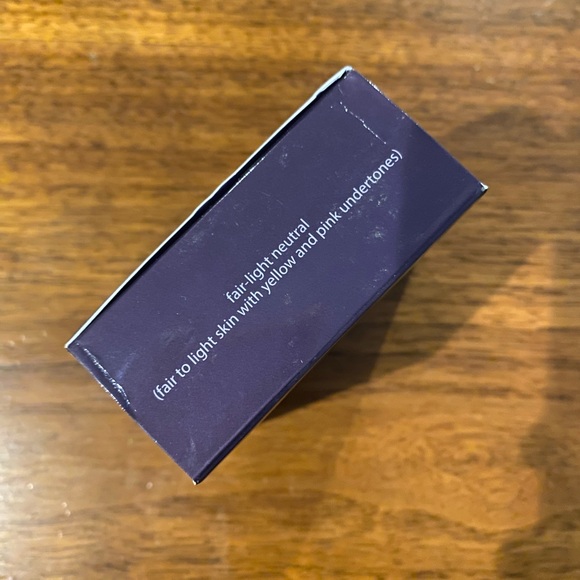 fair-light neutral
(fair to light skin with yellow and pink undertones)